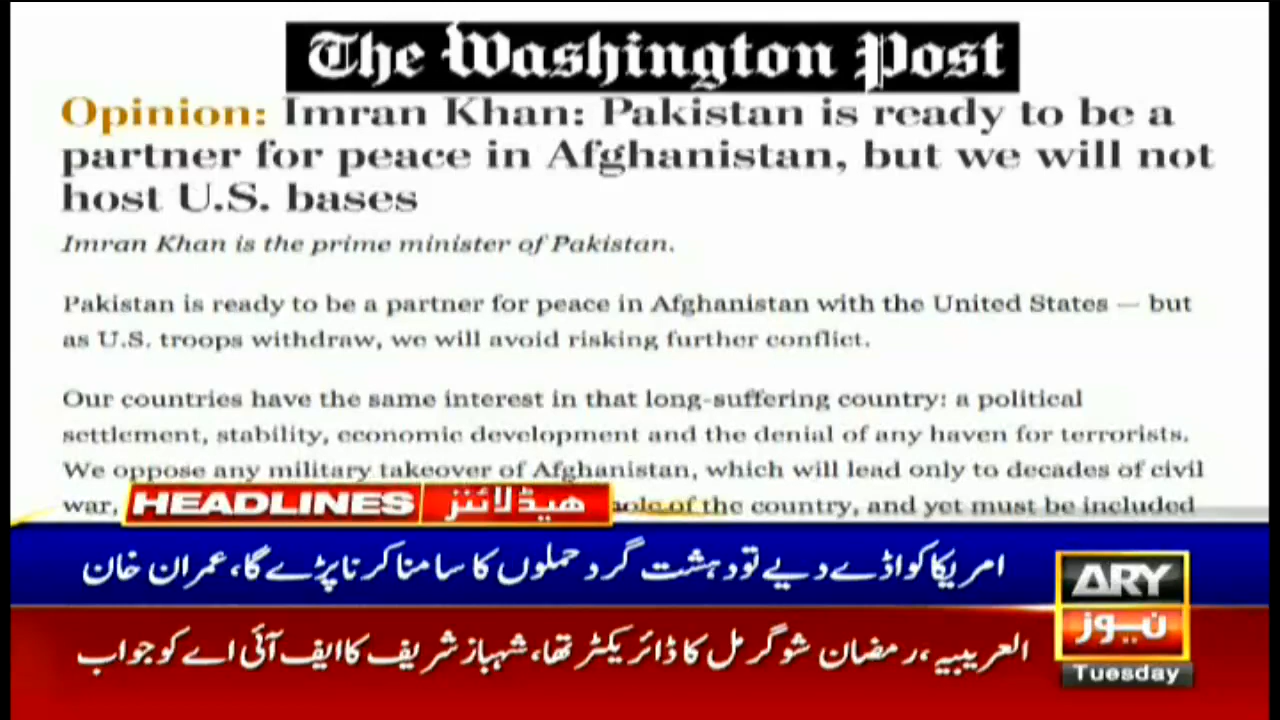 The Washington Post
Opinion: Imran Khan: Pakistan is ready to be a
partner for peace in Afghanistan, but we will not
host U.S. bases
Imran Khan is the prime minister of Pakistan.
Pakistan is ready to be a partner for peace in Afghanistan with the United States — but
as U.S. troops withdraw, we will avoid risking further conflict.
Our countries have the same interest in that long-suffering country: a political
settlement, stability, economic development and the denial of any haven for terrorists.
We oppose any military takeover of Afghanistan, which will lead only to decades of civil
war, of the country, and yet must be included
HEADLINES ہیڈلائنز
امریکا کو اڈے دیے تو دہشت گرد حملوں کا سامنا کرنا پڑے گا، عمران خان
العریبیہ، رمضان شوگر مل کا ڈائریکٹر تھا، شہباز شریف کا ایف آئی اے کو جواب
ARY
نیوز
Tuesday